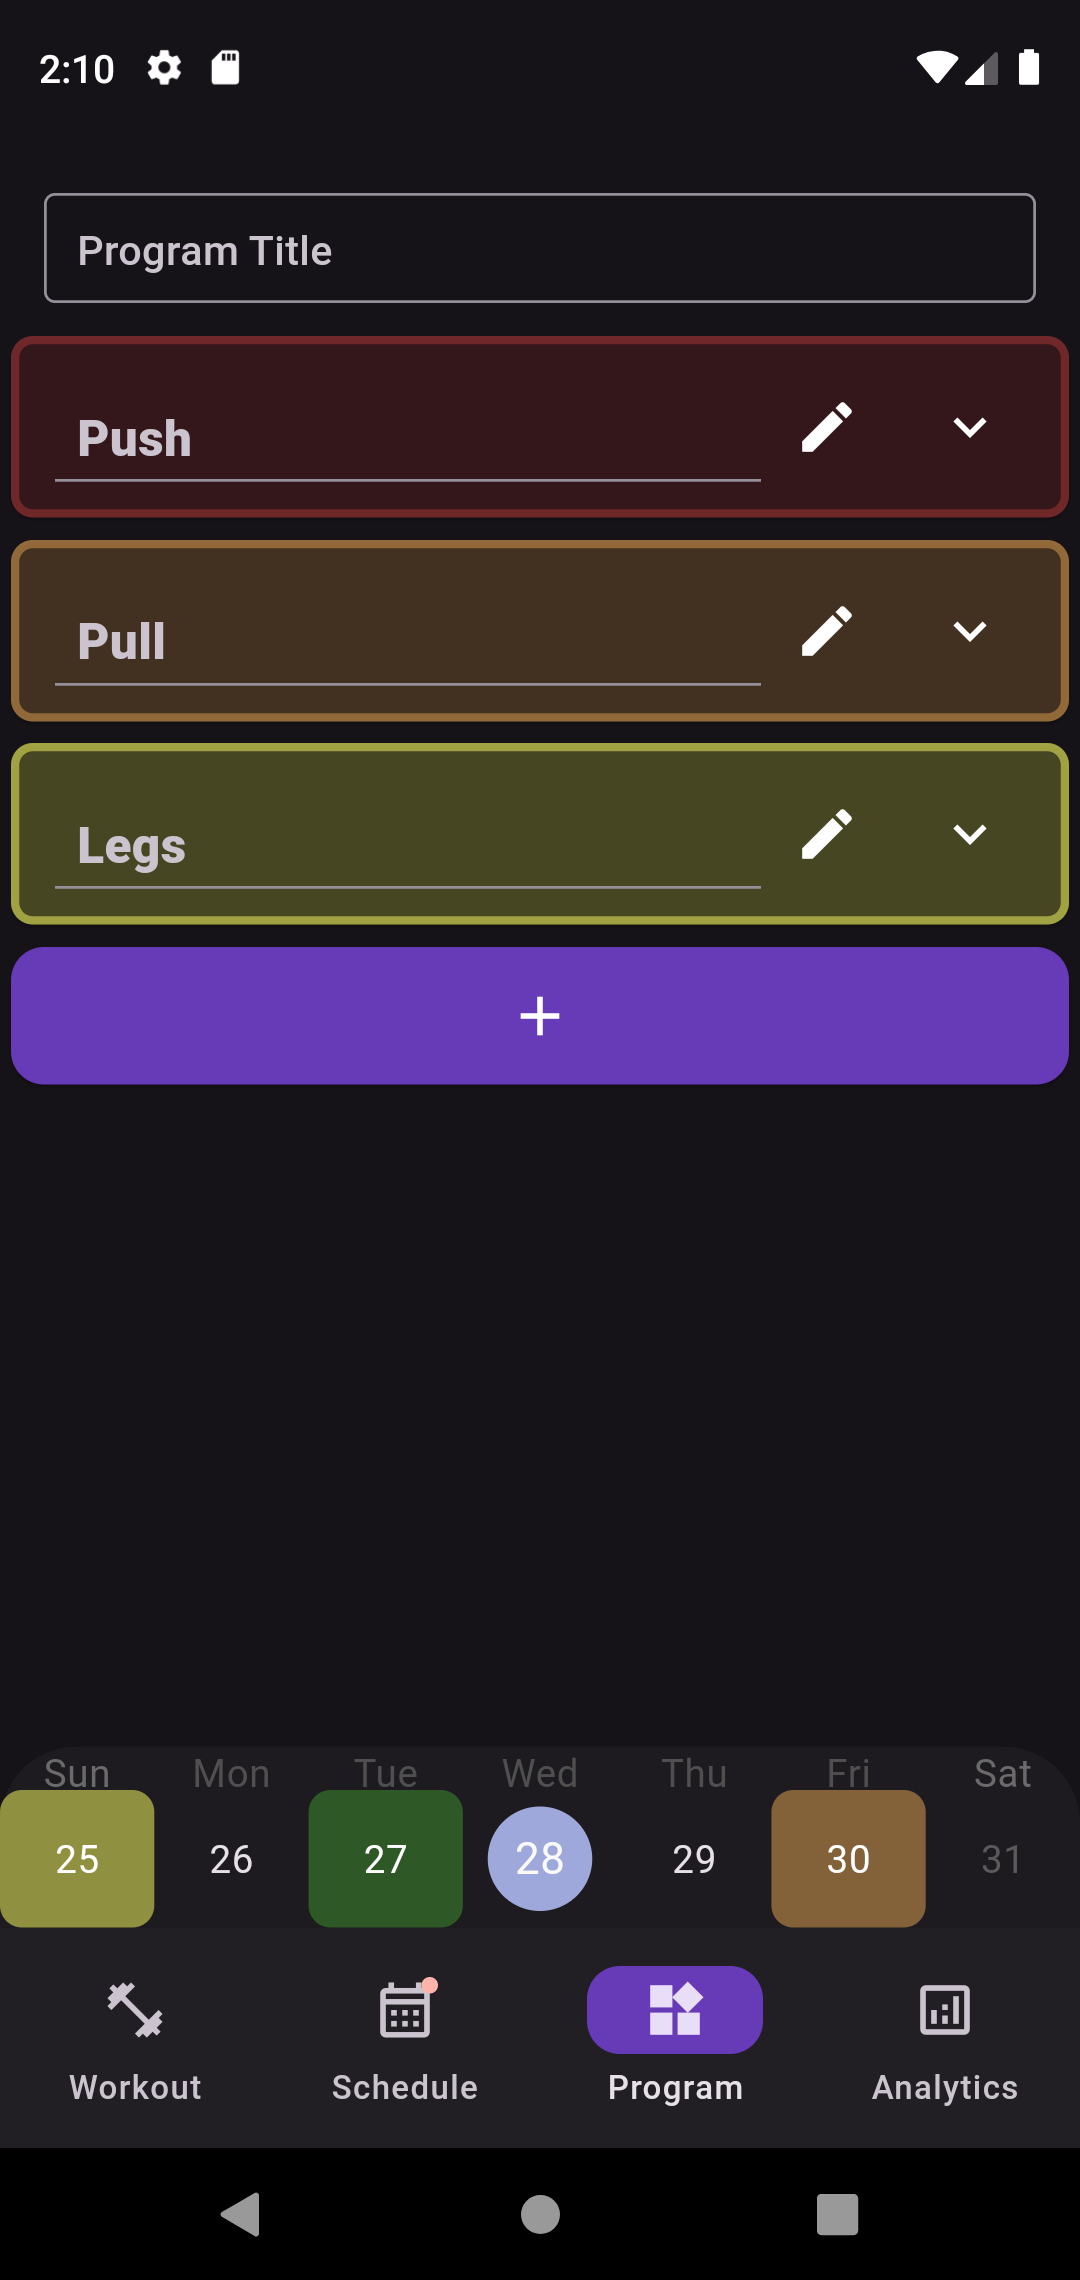 2:10
Program Title
Push
Pull
Legs
Sun Mon Tue Wed Thu Fri Sat
25 26 27 28 29 30 31
Workout Schedule Program Analytics